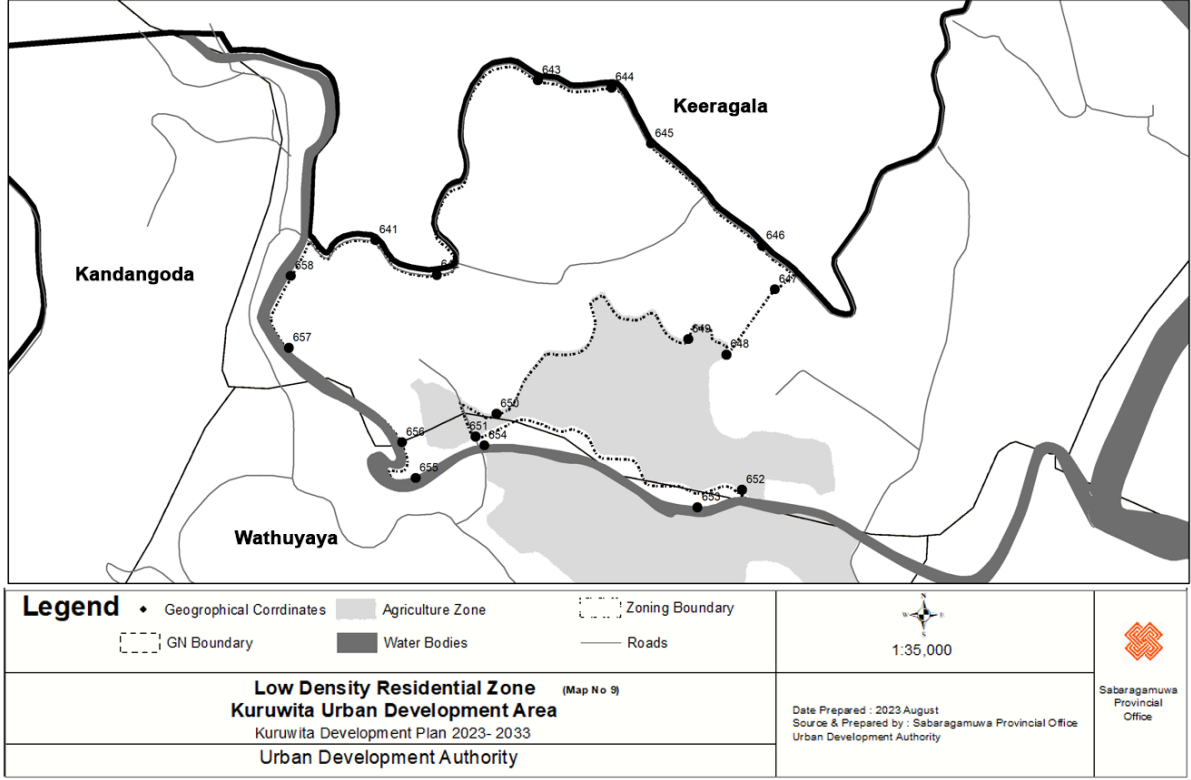 643
644
Keeragala
645
641
646
658
Kandangoda
647
649
648
657
650
651
656
654
655
652
653
Wathuyaya
Legend
Geogrophical Corrdinates
Agriculture Zone
Zoning Boundary
GN Boundary
Water Bodies
Roads
N
W E
S
1:35,000
Low Density Residential Zone (Map No 9)
Kuruwita Urban Development Area
Kuruwita Development Plan 2023- 2033
Urban Development Authority
Date Prepared : 2023 August
Source & Prepared by : Sabaragamuwa Provincial Office
Urban Development Authority
Sabaragamuwa
Provincial
Office